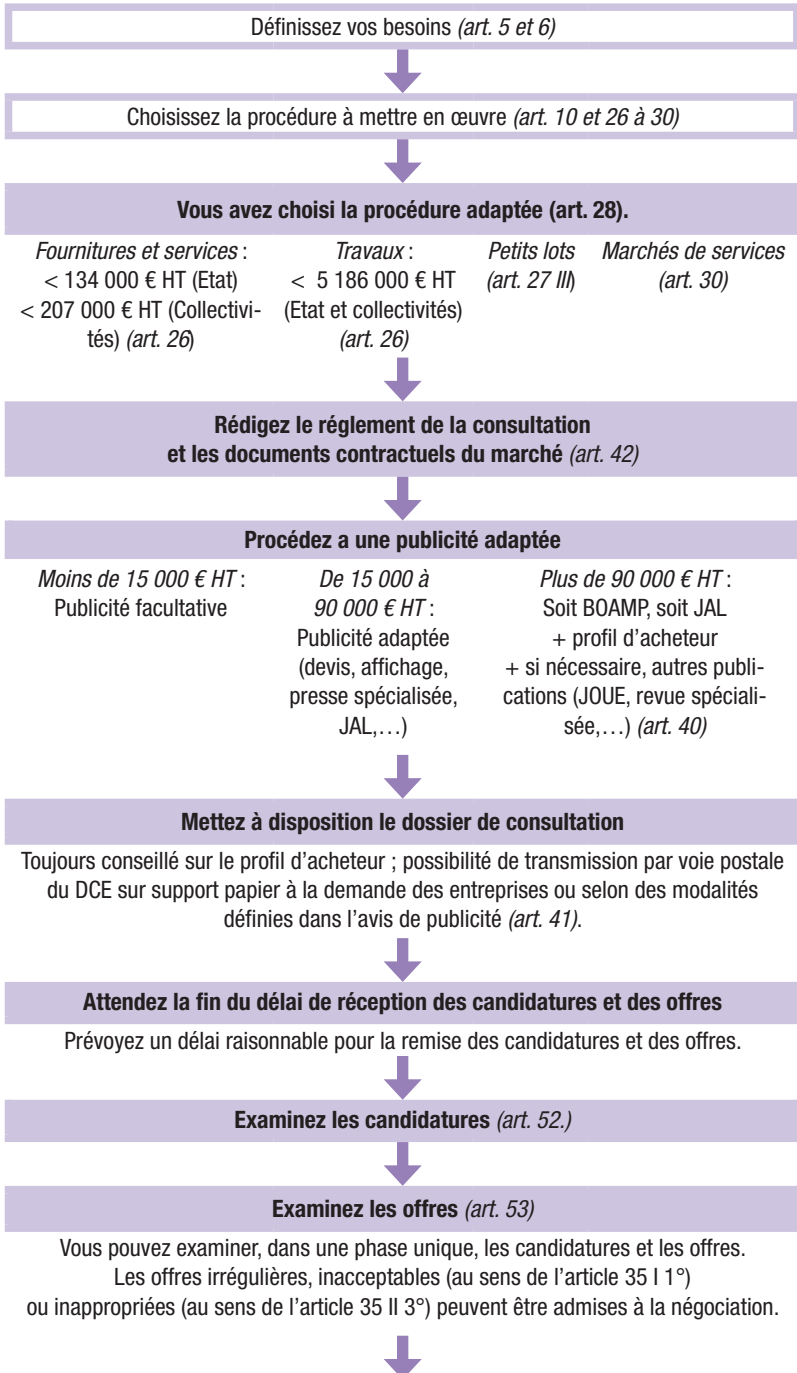 Définissez vos besoins (art. 5 et 6)
Choisissez la procédure à mettre en œuvre (art. 10 et 26 à 30)
Vous avez choisi la procédure adaptée (art. 28).
Fournitures et services :
< 134 000 € HT (Etat)
< 207 000 € HT (Collectivi-
tés) (art. 26)
Travaux :
< 5 186 000 € HT
(Etat et collectivités)
(art. 26)
Petits lots
(art. 27 III)
Marchés de services
(art. 30)
Rédigez le réglement de la consultation
et les documents contractuels du marché (art. 42)
Procédez a une publicité adaptée
Moins de 15 000 € HT :
Publicité facultative
De 15 000 à
90 000 € HT :
Publicité adaptée
(devis, affichage,
presse spécialisée,
JAL,…)
Plus de 90 000 € HT :
Soit BOAMP, soit JAL
+ profil d’acheteur
+ si nécessaire, autres publi-
cations (JOUE, revue spéciali-
sée,…) (art. 40)
Mettez à disposition le dossier de consultation
Toujours conseillé sur le profil d’acheteur ; possibilité de transmission par voie postale
du DCE sur support papier à la demande des entreprises ou selon des modalités
définies dans l’avis de publicité (art. 41).
Attendez la fin du délai de réception des candidatures et des offres
Prévoyez un délai raisonnable pour la remise des candidatures et des offres.
Examinez les candidatures (art. 52.)
Examinez les offres (art. 53)
Vous pouvez examiner, dans une phase unique, les candidatures et les offres.
Les offres irrégulières, inacceptables (au sens de l’article 35 I 1°)
ou inappropriées (au sens de l’article 35 II 3°) peuvent être admises à la négociation.